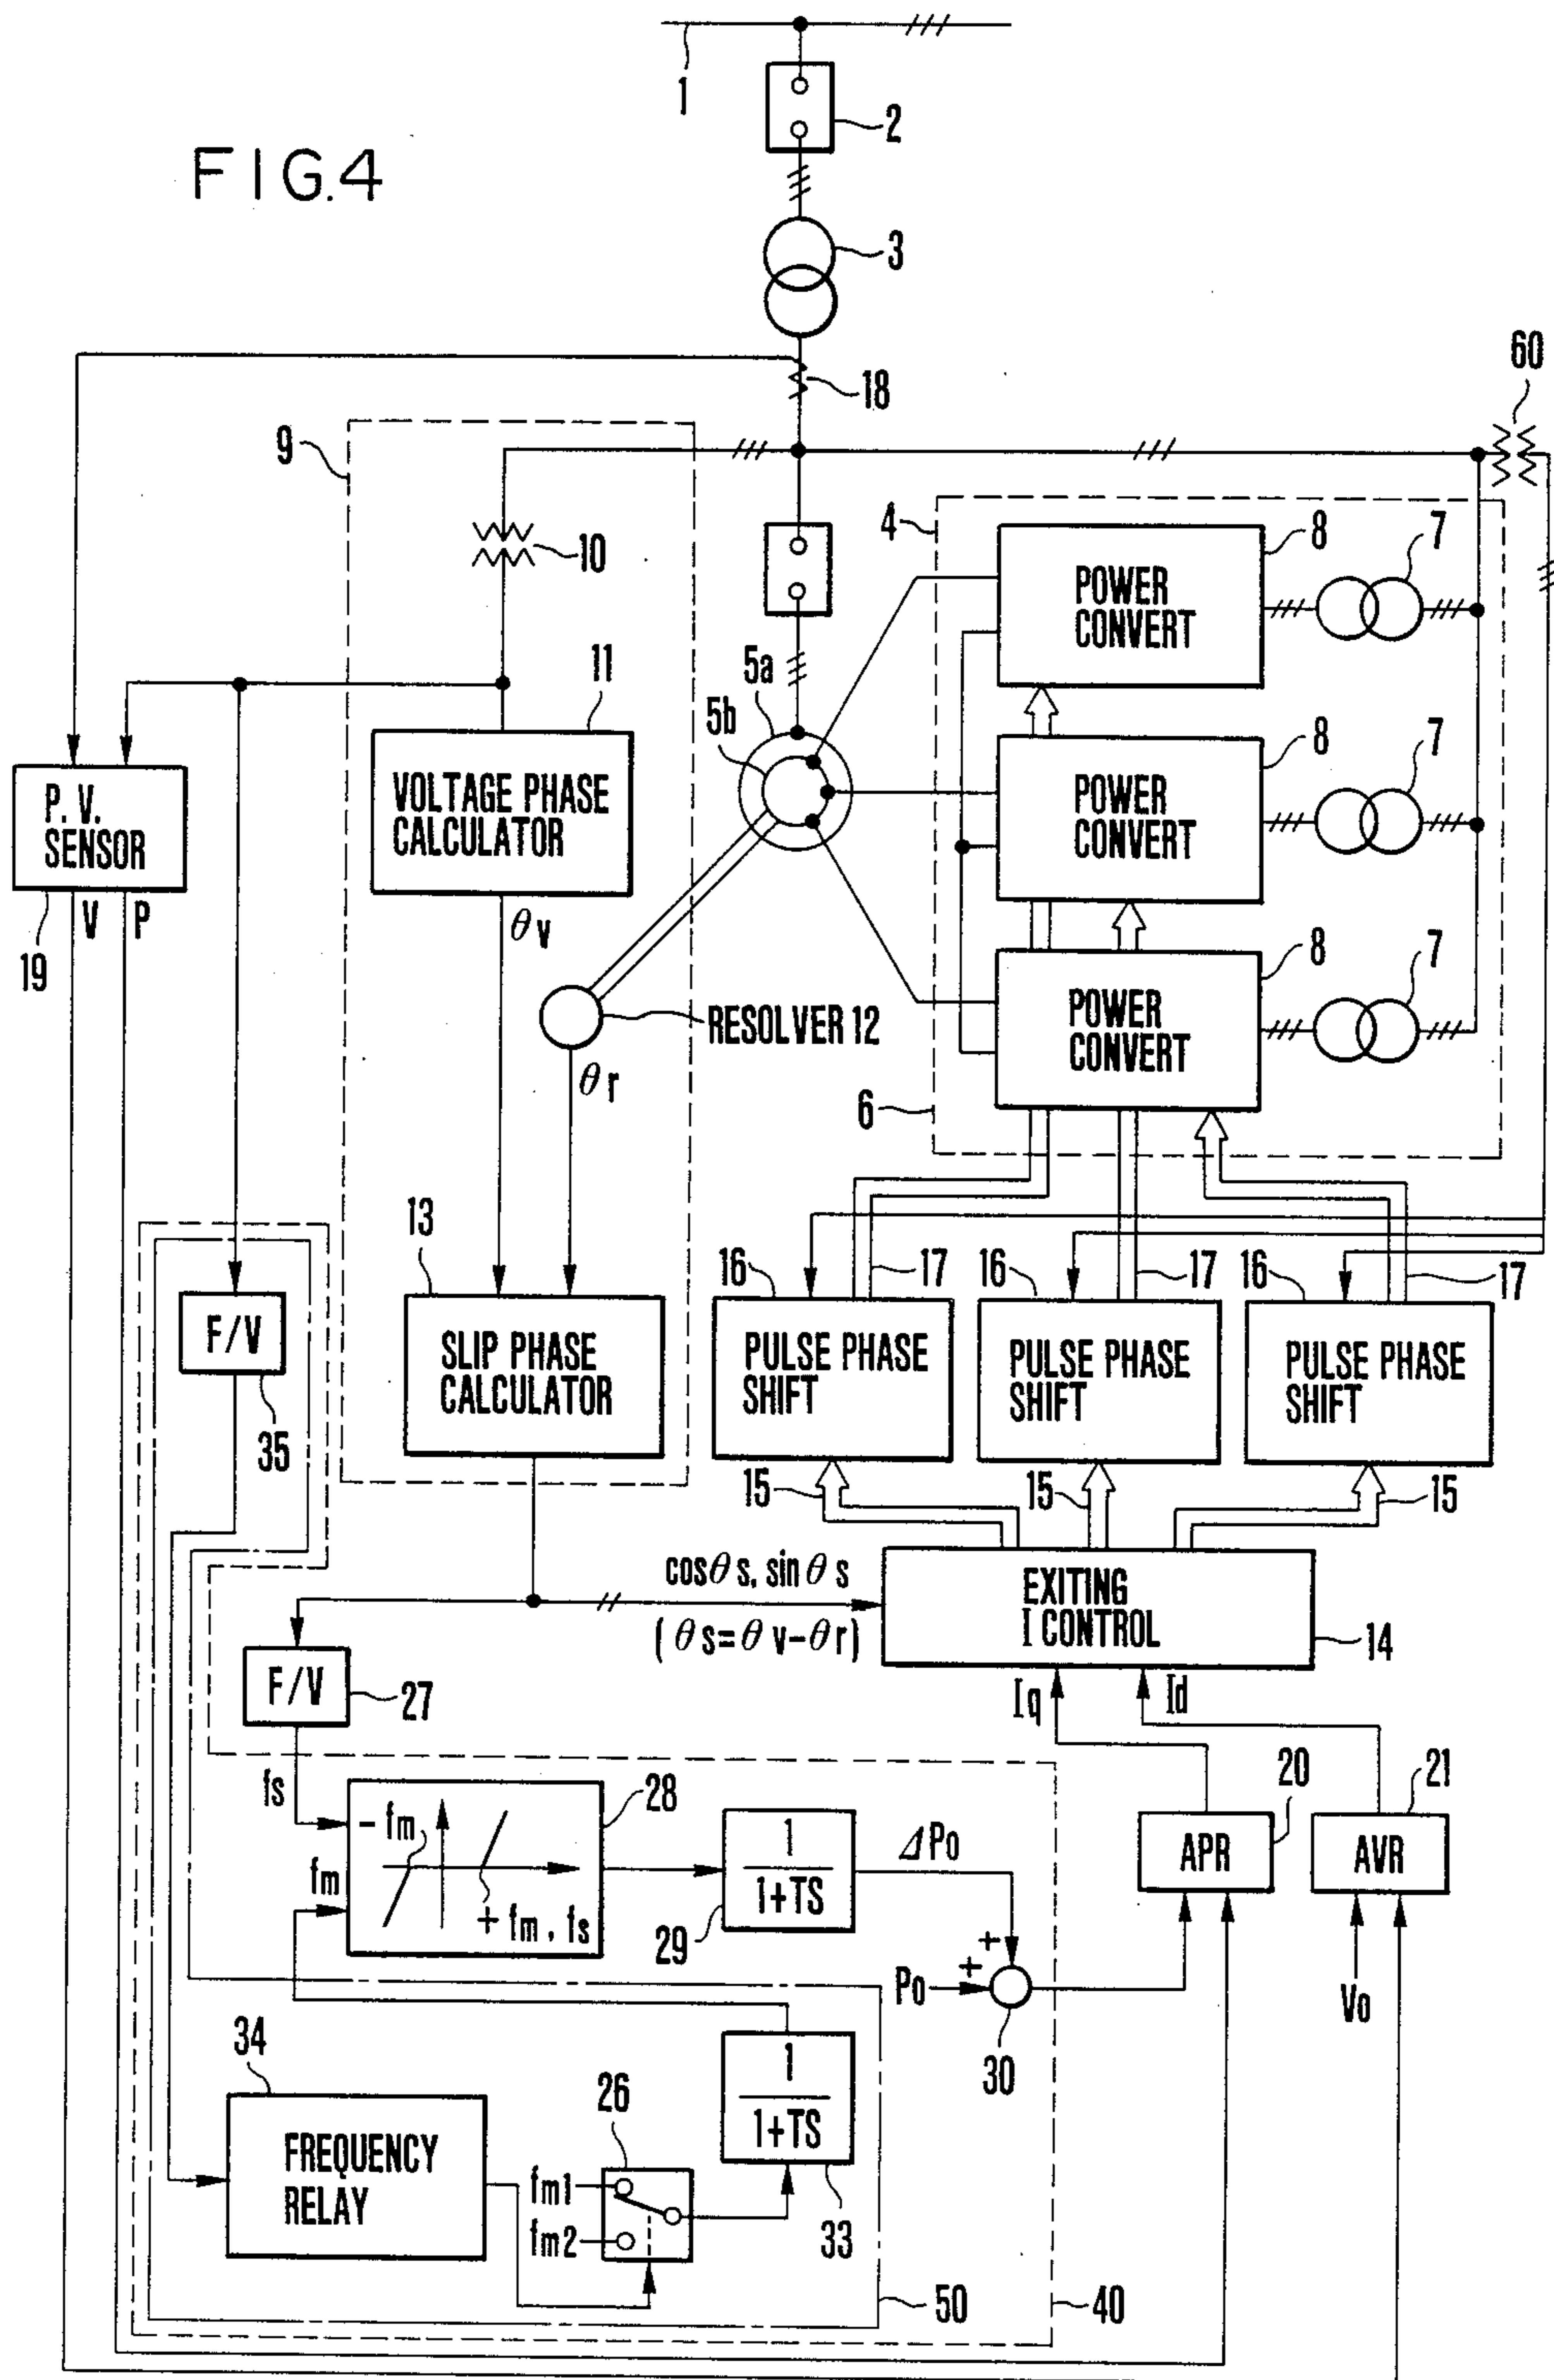 FIG.4
1
2
3
18
60
9
10
4
8
7
POWER
CONVERT
5a
5b
11
VOLTAGE PHASE
CALCULATOR
8
7
POWER
CONVERT
P. V.
SENSOR
V
P
19
θv
8
7
POWER
CONVERT
RESOLVER 12
θr
6
13
16
17
16
17
16
17
F/V
35
SLIP PHASE
CALCULATOR
PULSE PHASE
SHIFT
PULSE PHASE
SHIFT
PULSE PHASE
SHIFT
15
15
15
cosθs, sinθs
(θs=θv-θr)
EXITING
I CONTROL
14
F/V
27
Iq
Id
fs
28
- fm
fm
+ fm, fs
1
1+TS
29
ΔPo
20
APR
21
AVR
+
+
Po
30
Vo
34
FREQUENCY
RELAY
26
fm1
fm2
1
1+TS
33
50
40